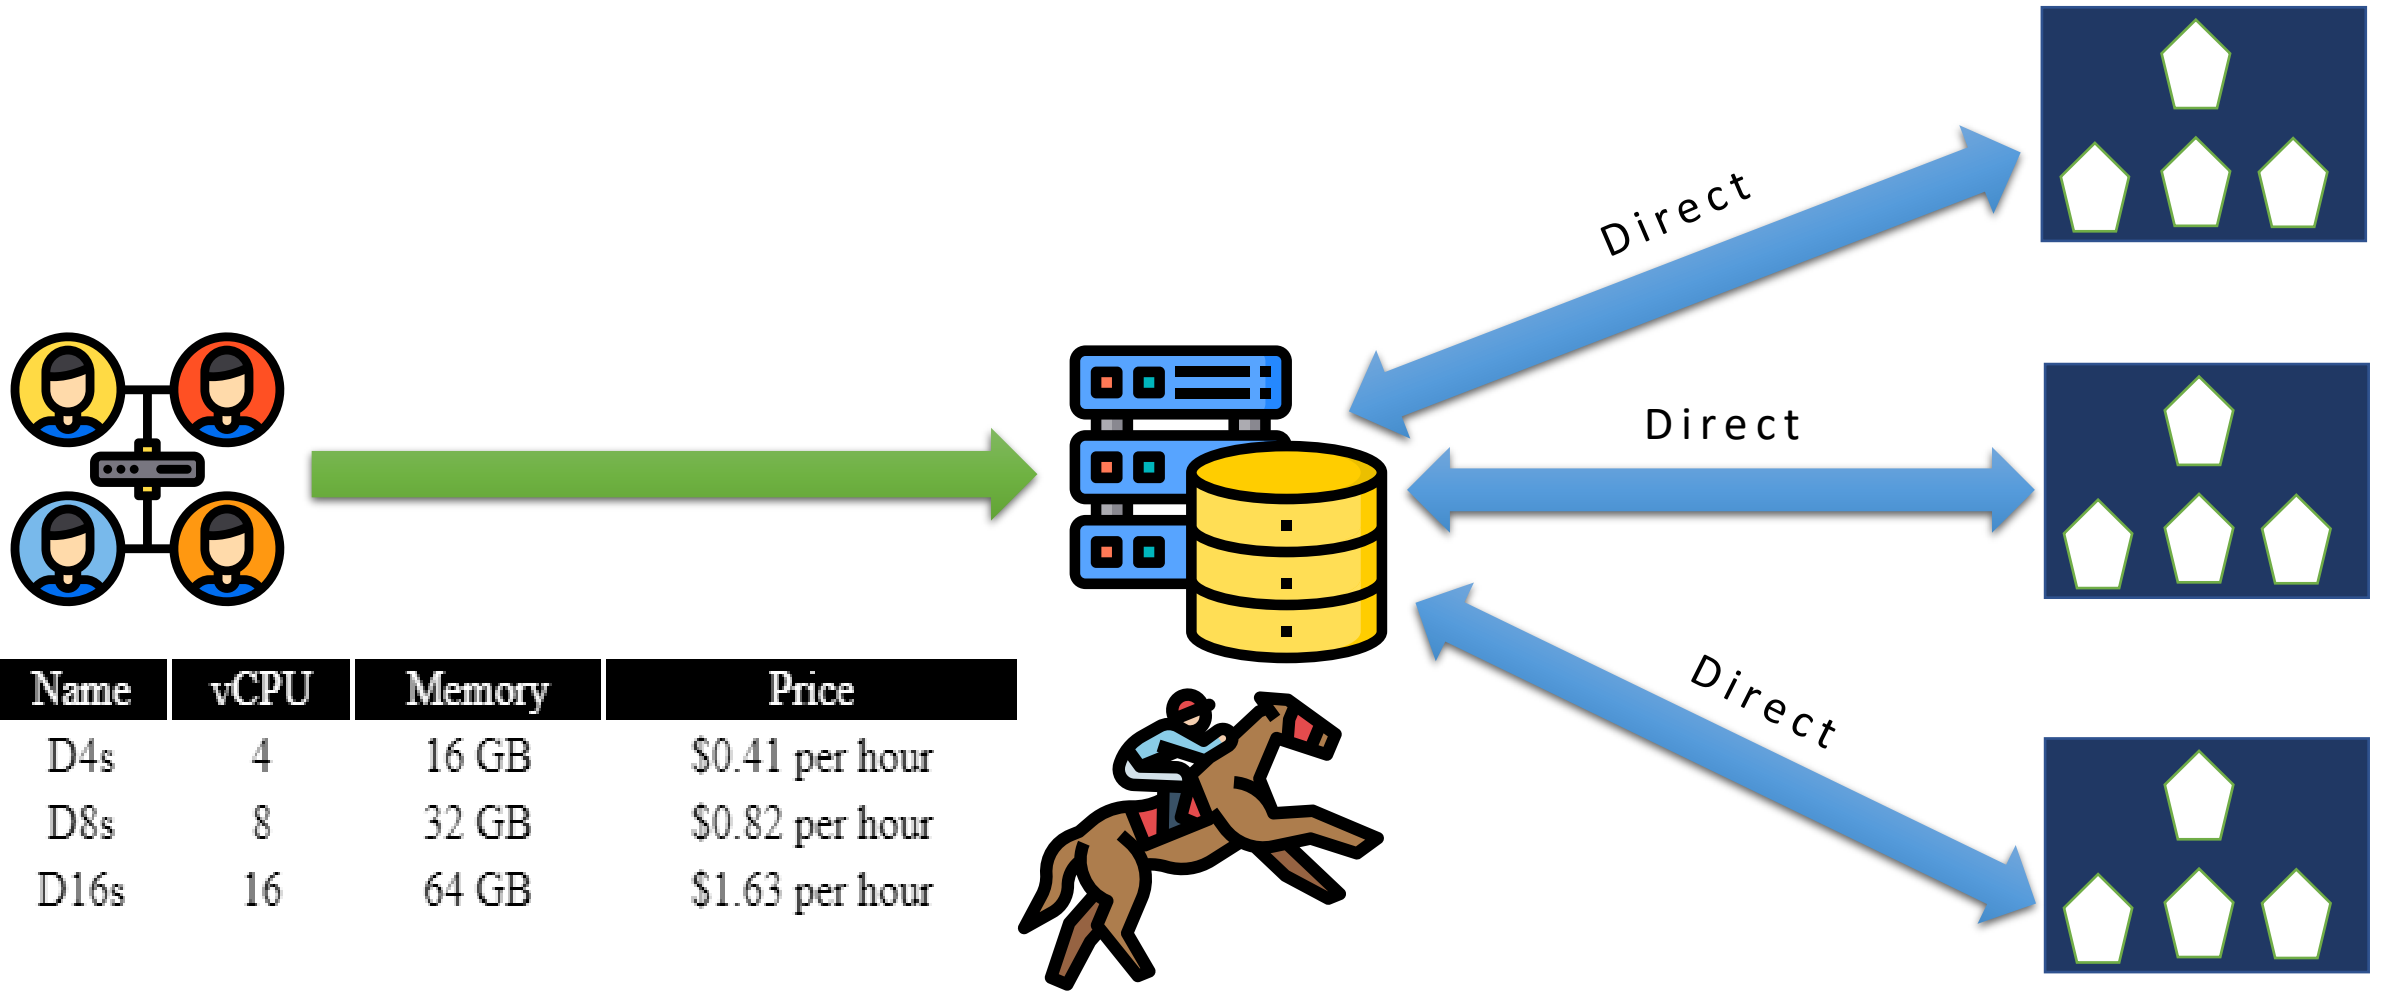 Direct
Direct
Direct
Name vCPU Memory Price
D4s 4 16 GB $0.41 per hour
D8s 8 32 GB $0.82 per hour
D16s 16 64 GB $1.63 per hour